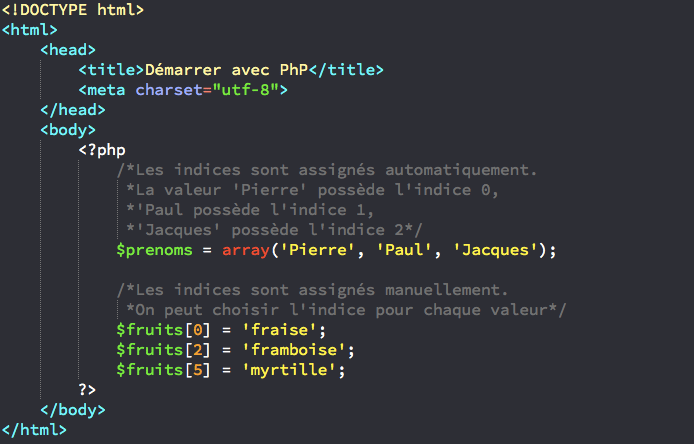 <!DOCTYPE html>
<html>
    <head>
        <title>Démarrer avec PhP</title>
        <meta charset="utf-8">
    </head>
    <body>
        <?php
            /*Les indices sont assignés automatiquement.
             *La valeur 'Pierre' possède l'indice 0,
             *'Paul possède l'indice 1,
             *'Jacques' possède l'indice 2*/
            $prenoms = array('Pierre', 'Paul', 'Jacques');

            /*Les indices sont assignés manuellement.
             *On peut choisir l'indice pour chaque valeur*/
            $fruits[0] = 'fraise';
            $fruits[2] = 'framboise';
            $fruits[5] = 'myrtille';
        ?>
    </body>
</html>